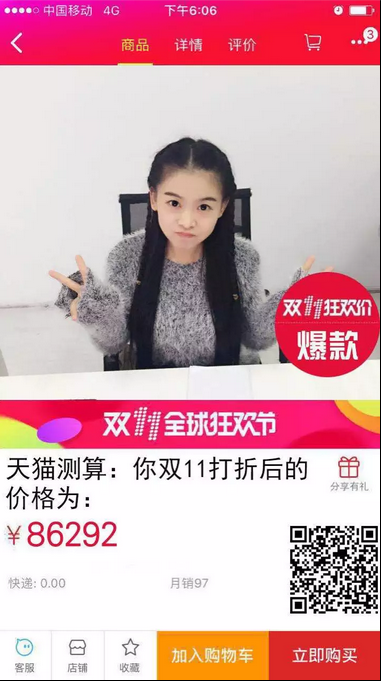 中国移动 4G 下午6:06
商品 详情 评价
3
双11狂欢价
爆款
双11全球狂欢节
天猫测算：你双11打折后的
价格为：
¥86292
分享有礼
快递: 0.00 月销97
客服 店铺 收藏 加入购物车 立即购买